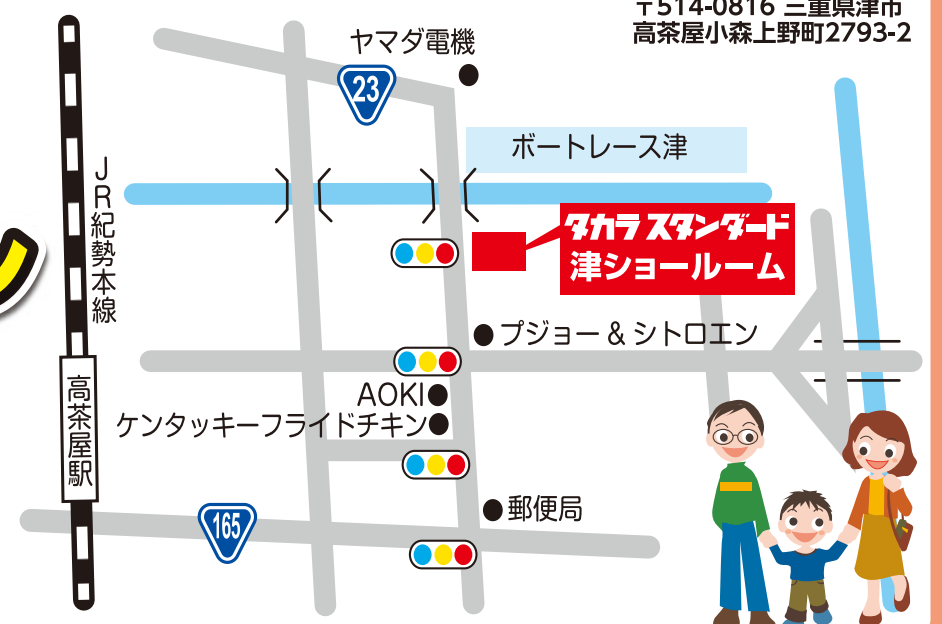 〒514-0816 三重県津市
高茶屋小森上野町2793-2
ヤマダ電機
23
ボートレース津
JR紀勢本線
タカラスタンダード
津ショールーム
プジョー & シトロエン
AOKI
ケンタッキーフライドチキン
高茶屋駅
郵便局
165